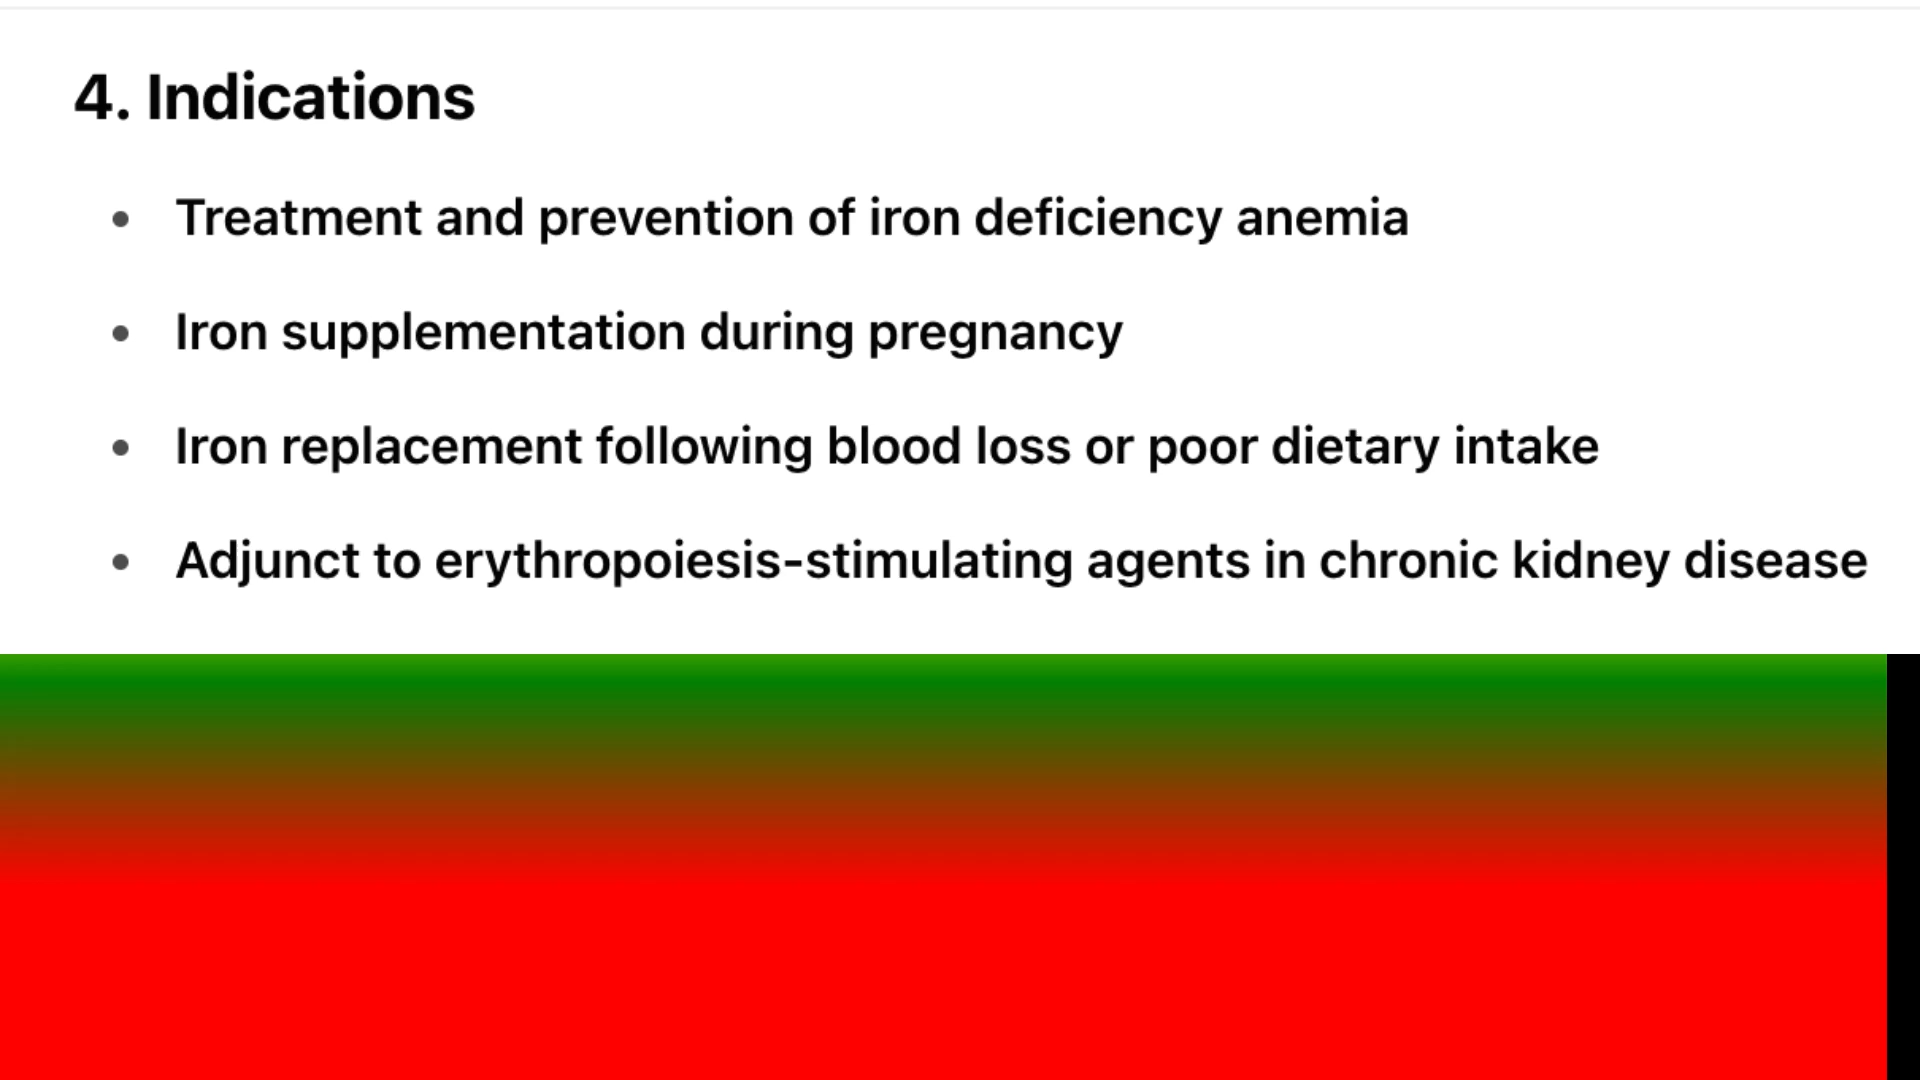 4. Indications
• Treatment and prevention of iron deficiency anemia
• Iron supplementation during pregnancy
• Iron replacement following blood loss or poor dietary intake
• Adjunct to erythropoiesis-stimulating agents in chronic kidney disease